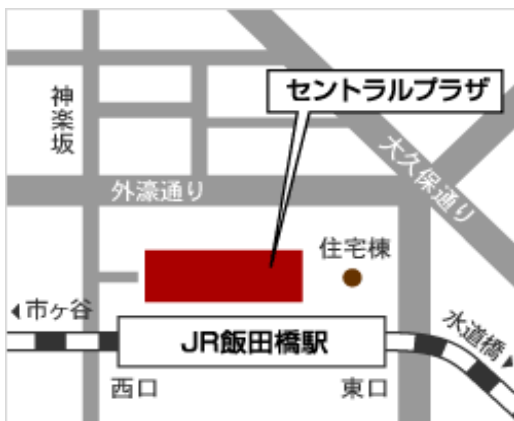 神楽坂
セントラルプラザ
大久保通り
外濠通り
住宅棟
市ヶ谷
水道橋
JR飯田橋駅
西口
東口